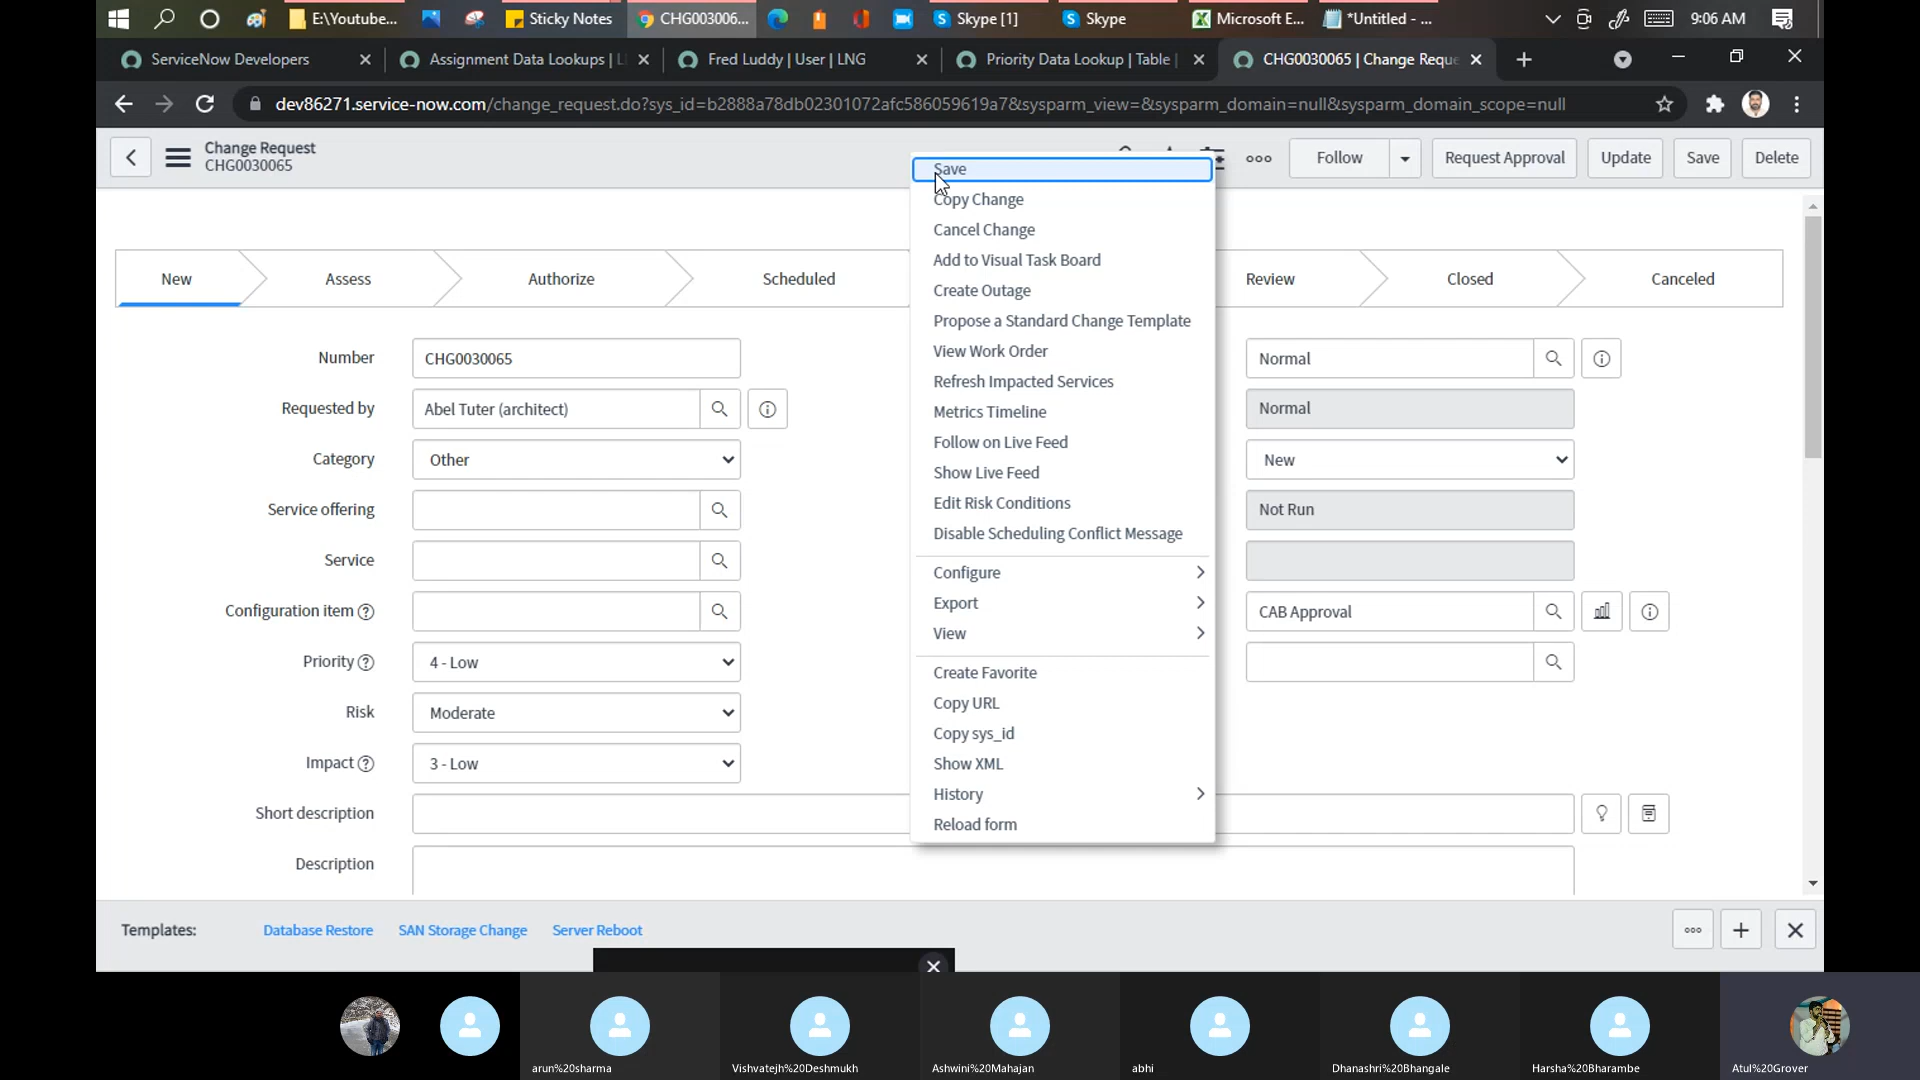 E:\Youtube...
Sticky Notes
CHG003006...
Skype [1]
Skype
Microsoft E...
*Untitled - ...
9:06 AM
ServiceNow Developers
Assignment Data Lookups |
Fred Luddy | User | LNG
Priority Data Lookup | Table |
CHG0030065 | Change Reque
dev86271.service-now.com/change_request.do?sys_id=b2888a78db02301072afc586059619a7&sysparm_view=&sysparm_domain=null&sysparm_domain_scope=null
Change Request
CHG0030065
Follow
Request Approval
Update
Save
Delete
New
Assess
Authorize
Scheduled
Review
Closed
Canceled
Save
Copy Change
Cancel Change
Add to Visual Task Board
Create Outage
Propose a Standard Change Template
View Work Order
Refresh Impacted Services
Metrics Timeline
Follow on Live Feed
Show Live Feed
Edit Risk Conditions
Disable Scheduling Conflict Message
Configure
Export
View
Create Favorite
Copy URL
Copy sys_id
Show XML
History
Reload form
Number
CHG0030065
Requested by
Abel Tuter (architect)
Category
Other
Service offering
Service
Configuration item
Priority
4 - Low
Risk
Moderate
Impact
3 - Low
Short description
Description
Normal
Normal
New
Not Run
CAB Approval
Templates:
Database Restore
SAN Storage Change
Server Reboot
arun%20sharma
Vishvatejh%20Deshmukh
Ashwini%20Mahajan
abhi
Dhanashri%20Bhangale
Harsha%20Bharambe
Atul%20Grover